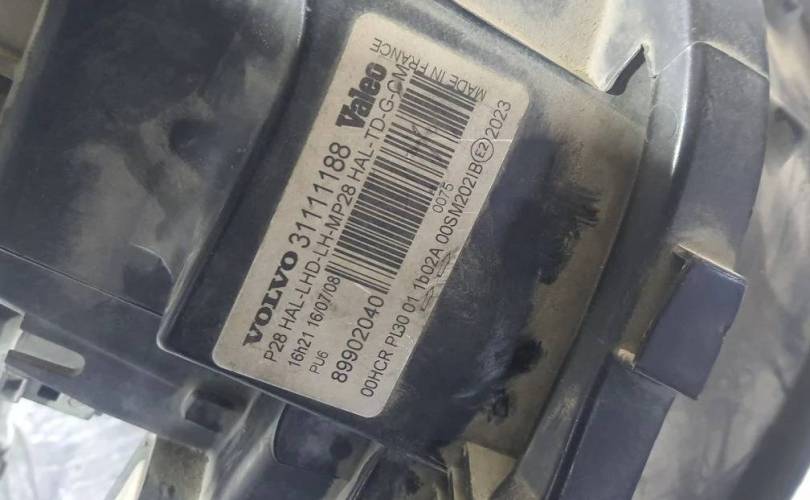 VOLVO 31111188 Valeo
P28 HAL-LHD-LH-MP28 HAL-TD-G-CM
MADE IN FRANCE
16h21 16/07/08
PU6
89902040
0075
00HCR PL30 01 1b02A 00SM202IB E2 2023